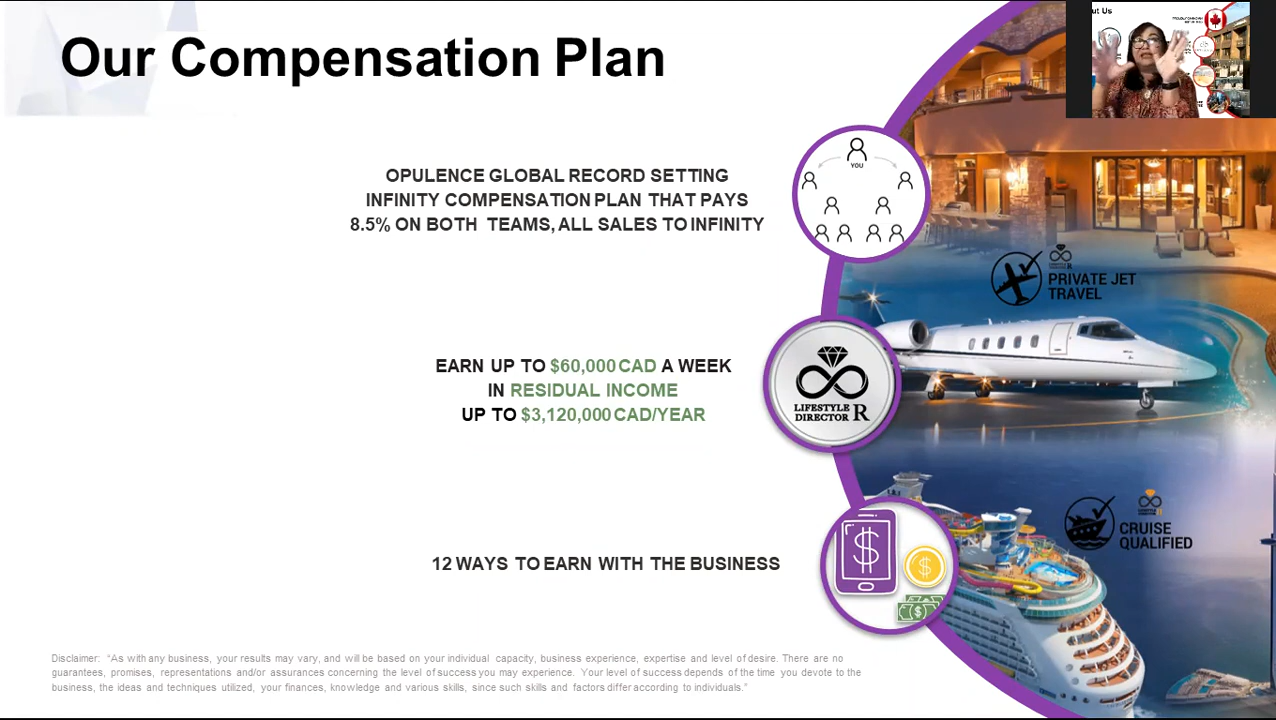 Our Compensation Plan
ut Us
OPULENCE GLOBAL RECORD SETTING
INFINITY COMPENSATION PLAN THAT PAYS
8.5% ON BOTH TEAMS, ALL SALES TO INFINITY
YOU
PRIVATE JET
TRAVEL
EARN UP TO $60,000 CAD A WEEK
IN RESIDUAL INCOME
UP TO $3,120,000 CAD/YEAR
LIFESTYLE
DIRECTOR R
CRUISE
QUALIFIED
12 WAYS TO EARN WITH THE BUSINESS
Disclaimer: “As with any business, your results may vary, and will be based on your individual capacity, business experience, expertise and level of desire. There are no
guarantees, promises, representations and/or assurances concerning the level of success you may experience. Your level of success depends of the time you devote to the
business, the ideas and techniques utilized, your finances, knowledge and various skills, since such skills and factors differ according to individuals.”